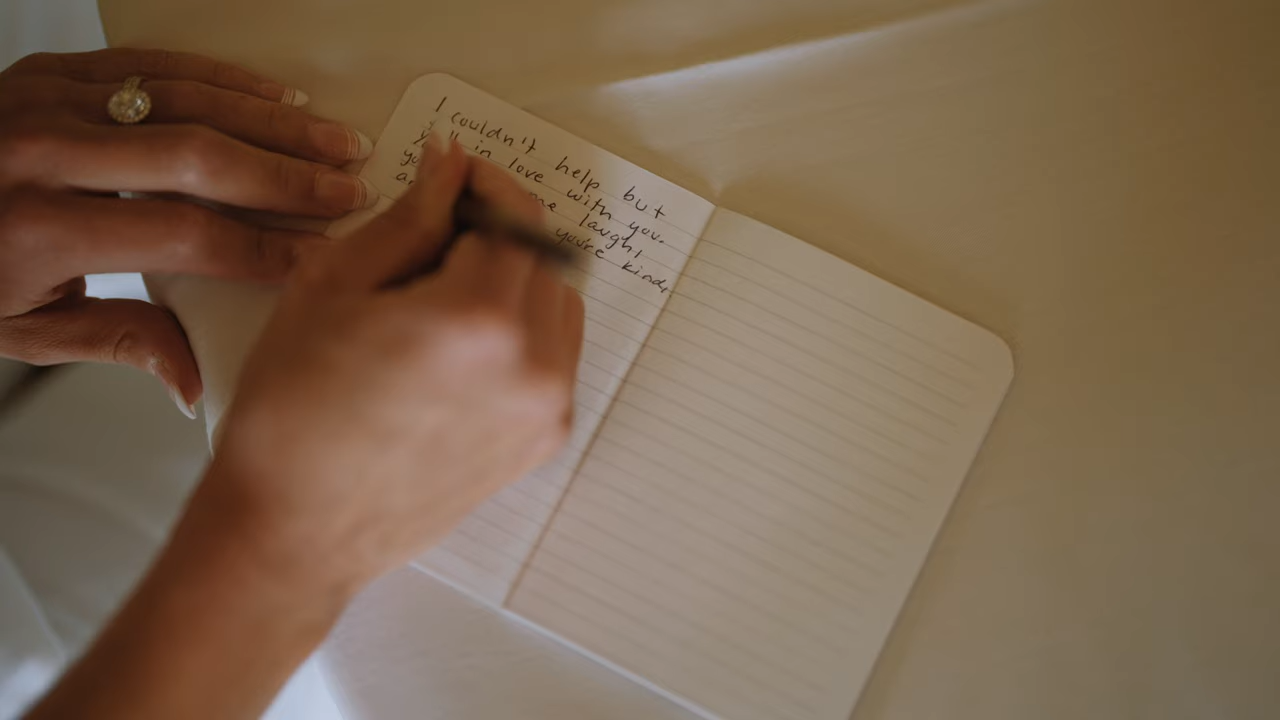 I couldn't help but
in love with you.
me laugh,
you're kind,